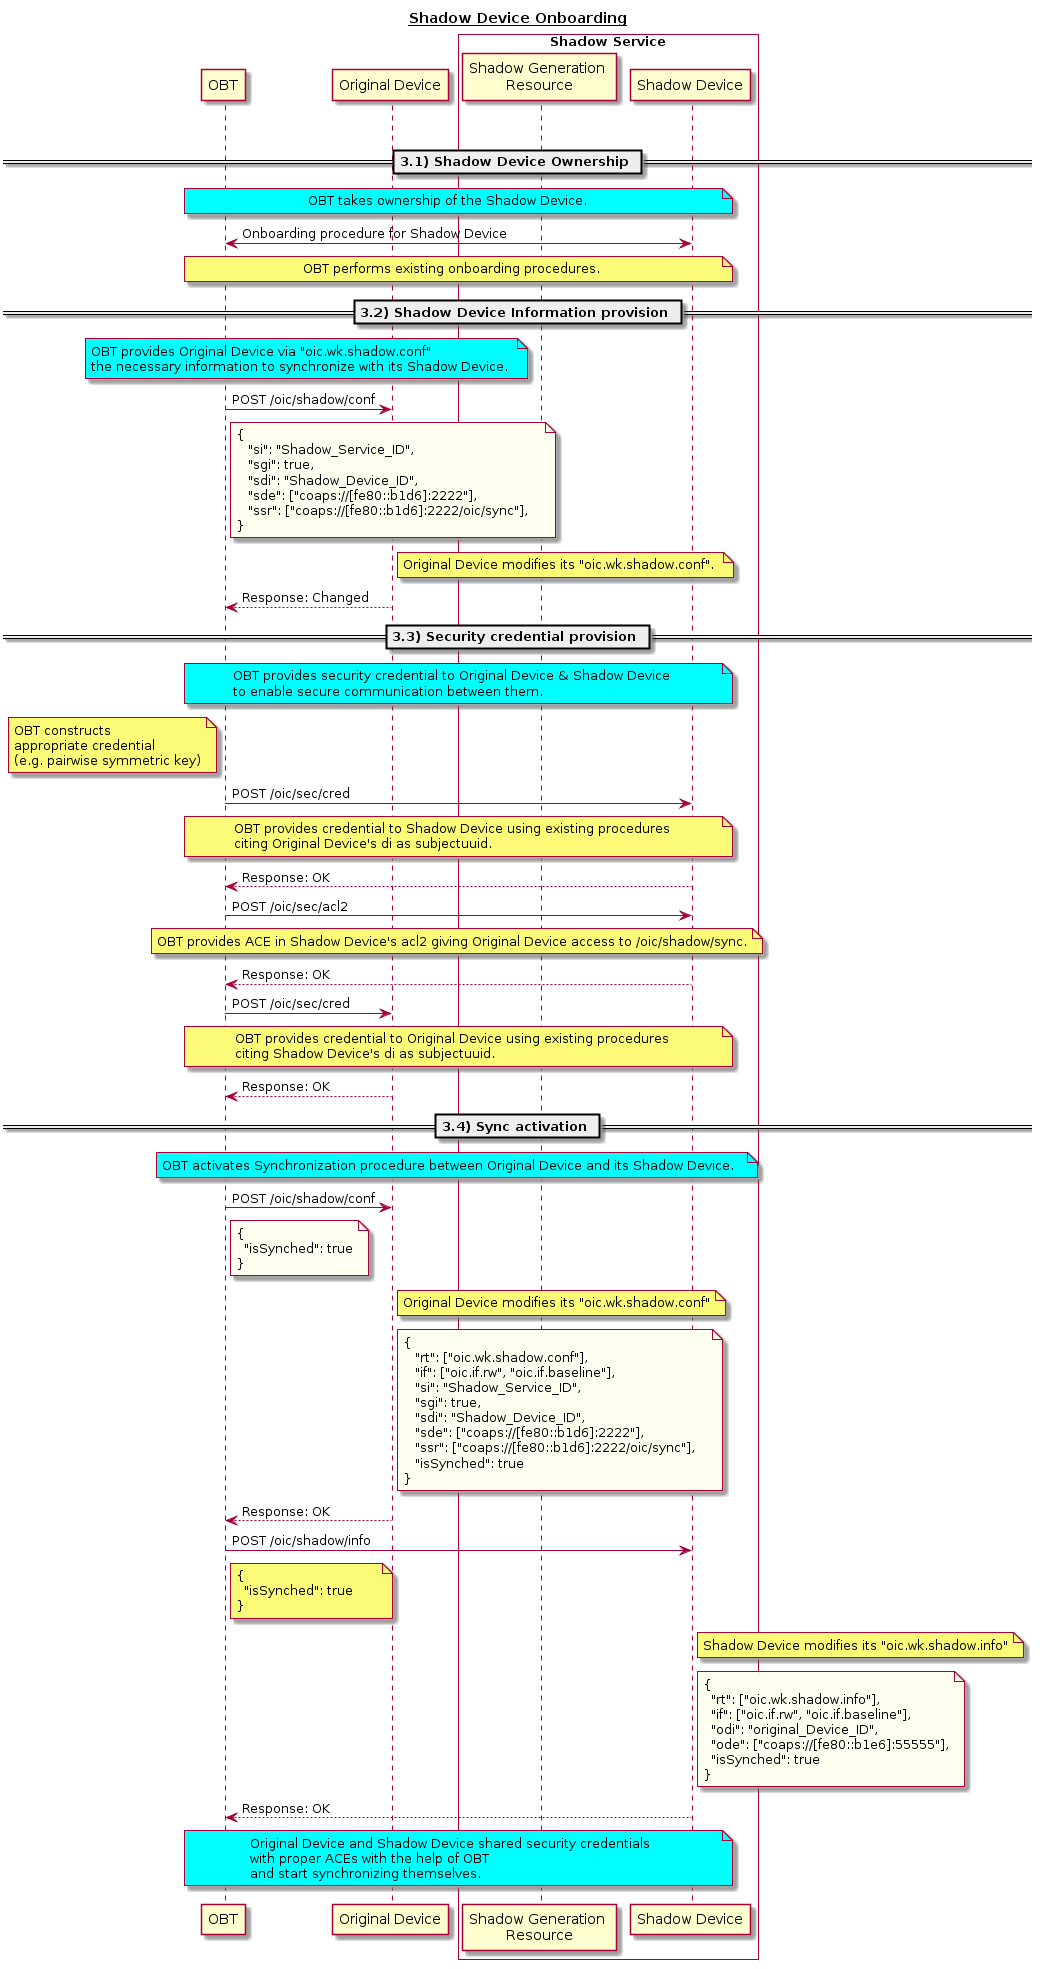 Shadow Device Onboarding
Shadow Service
OBT
Original Device
Shadow Generation
Resource
Shadow Device
3.1) Shadow Device Ownership
OBT takes ownership of the Shadow Device.
Onboarding procedure for Shadow Device
OBT performs existing onboarding procedures.
3.2) Shadow Device Information provision
OBT provides Original Device via "oic.wk.shadow.conf"
the necessary information to synchronize with its Shadow Device.
POST /oic/shadow/conf
{
"si": "Shadow_Service_ID",
"sgi": true,
"sdi": "Shadow_Device_ID",
"sde": ["coaps://[fe80::b1d6]:2222"],
"ssr": ["coaps://[fe80::b1d6]:2222/oic/sync"],
}
Original Device modifies its "oic.wk.shadow.conf".
Response: Changed
3.3) Security credential provision
OBT provides security credential to Original Device & Shadow Device
to enable secure communication between them.
OBT constructs
appropriate credential
(e.g. pairwise symmetric key)
POST /oic/sec/cred
OBT provides credential to Shadow Device using existing procedures
citing Original Device's di as subjectuuid.
Response: OK
POST /oic/sec/acl2
OBT provides ACE in Shadow Device's acl2 giving Original Device access to /oic/shadow/sync.
Response: OK
POST /oic/sec/cred
OBT provides credential to Original Device using existing procedures
citing Shadow Device's di as subjectuuid.
Response: OK
3.4) Sync activation
OBT activates Synchronization procedure between Original Device and its Shadow Device.
POST /oic/shadow/conf
{
"isSynched": true
}
Original Device modifies its "oic.wk.shadow.conf"
{
"rt": ["oic.wk.shadow.conf"],
"if": ["oic.if.rw", "oic.if.baseline"],
"si": "Shadow_Service_ID",
"sgi": true,
"sdi": "Shadow_Device_ID",
"sde": ["coaps://[fe80::b1d6]:2222"],
"ssr": ["coaps://[fe80::b1d6]:2222/oic/sync"],
"isSynched": true
}
Response: OK
POST /oic/shadow/info
{
"isSynched": true
}
Shadow Device modifies its "oic.wk.shadow.info"
{
"rt": ["oic.wk.shadow.info"],
"if": ["oic.if.rw", "oic.if.baseline"],
"odi": "original_Device_ID",
"ode": ["coaps://[fe80::b1e6]:55555"],
"isSynched": true
}
Response: OK
Original Device and Shadow Device shared security credentials
with proper ACEs with the help of OBT
and start synchronizing themselves.
OBT
Original Device
Shadow Generation
Resource
Shadow Device